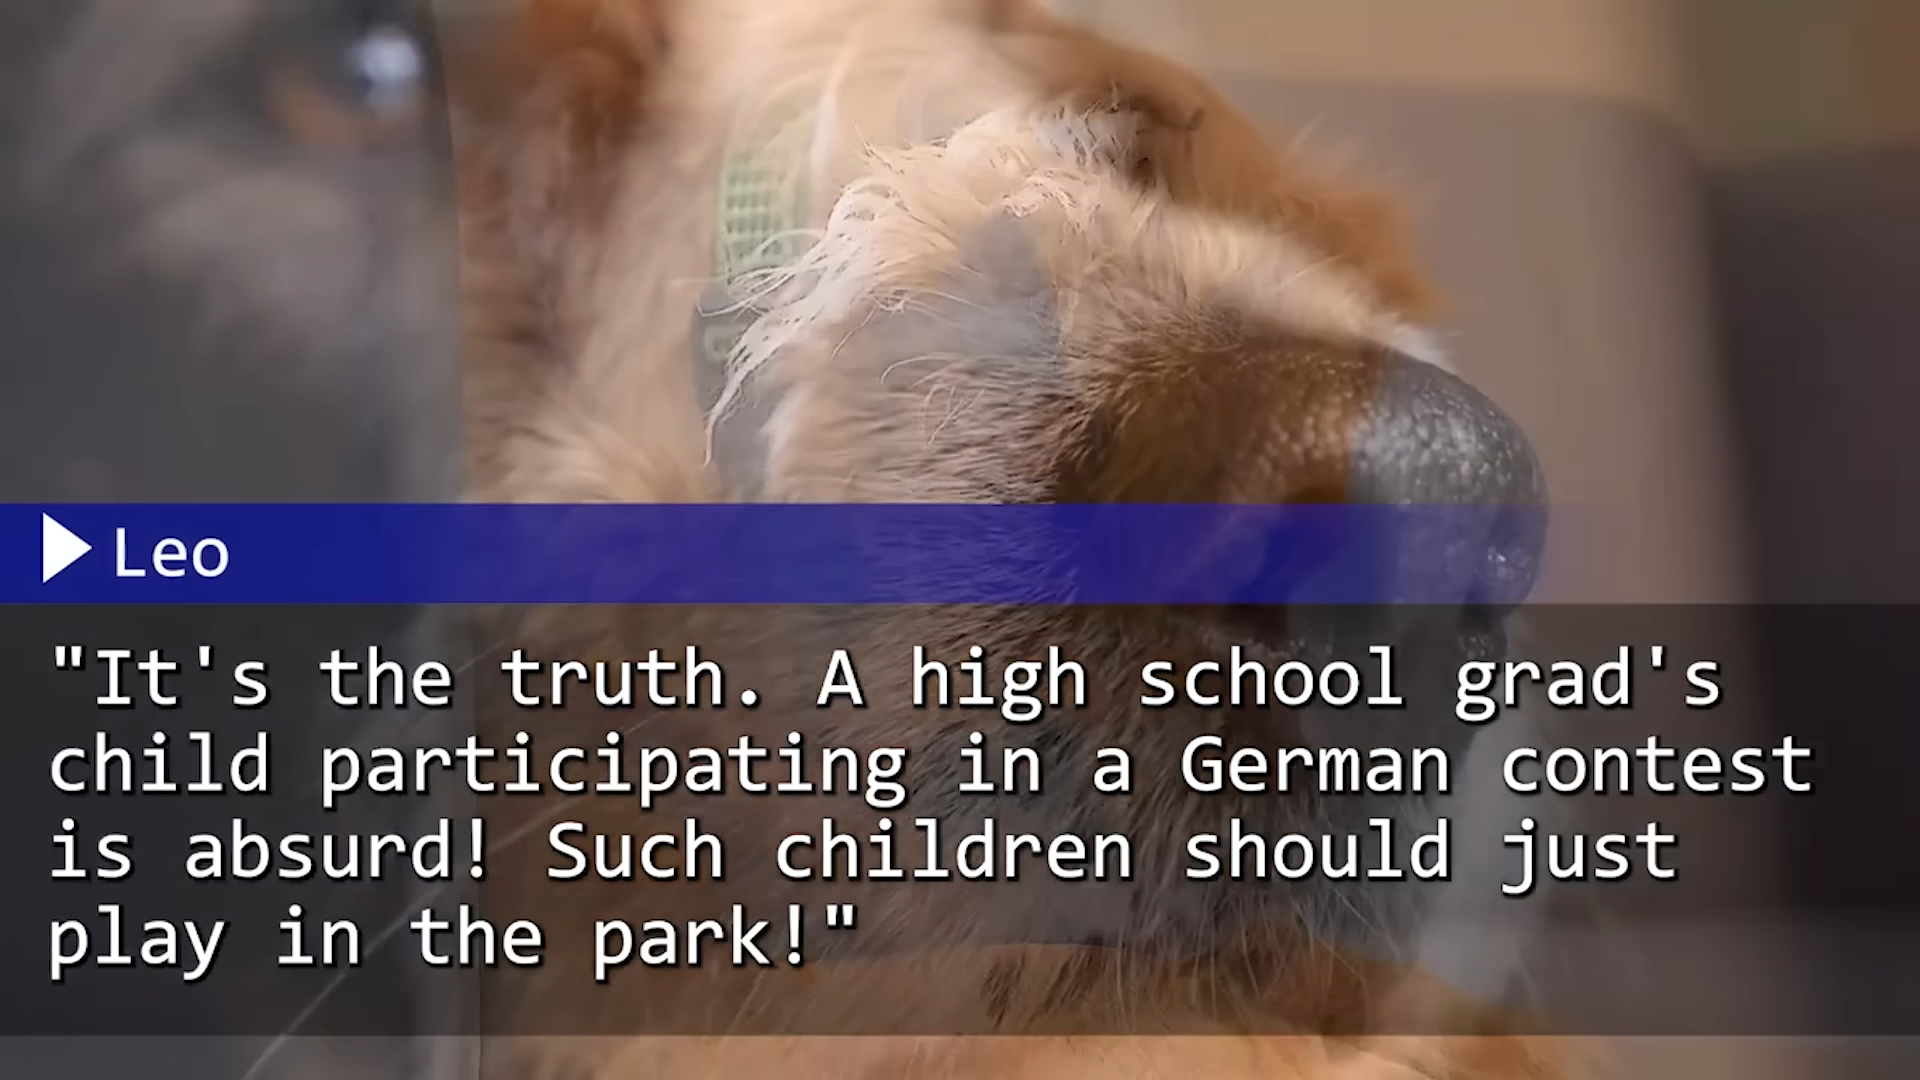 Leo
"It's the truth. A high school grad's
child participating in a German contest
is absurd! Such children should just
play in the park!"